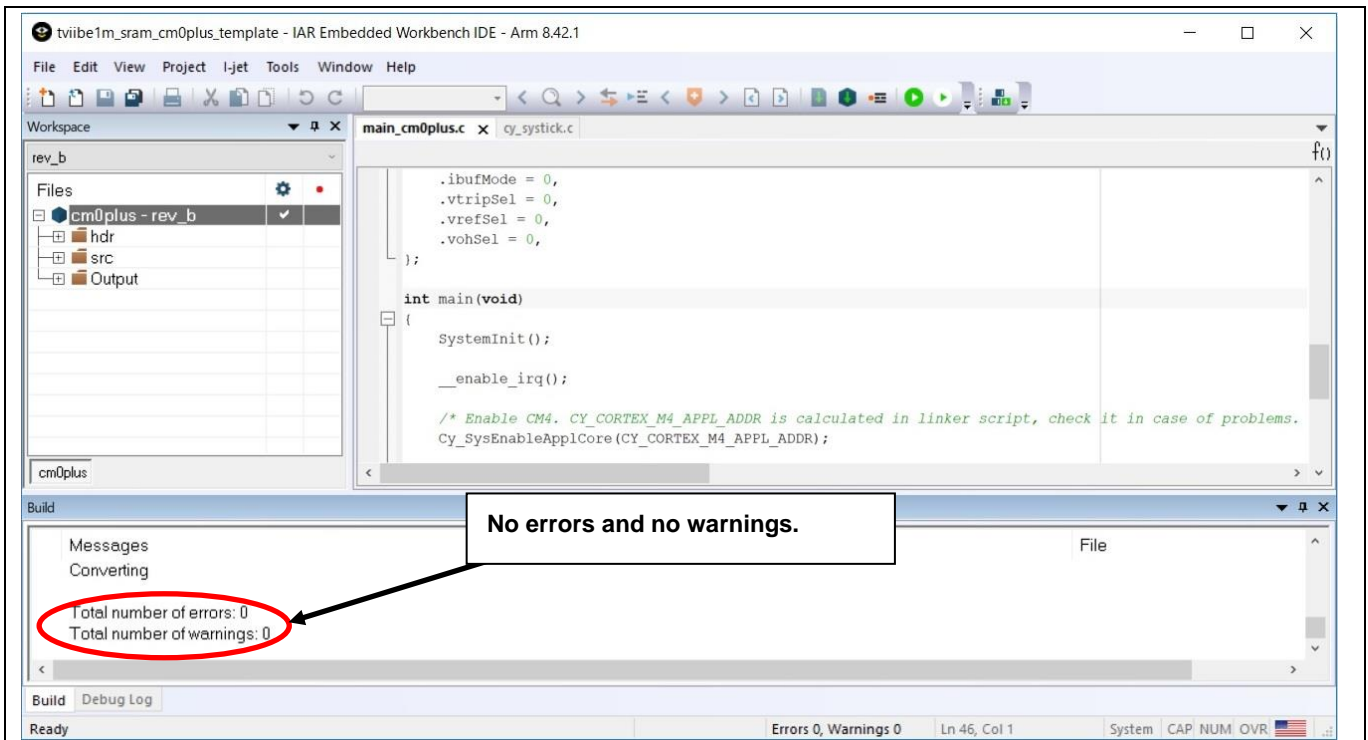 tviibe1m_sram_cm0plus_template - IAR Embedded Workbench IDE - Arm 8.42.1
File Edit View Project I-jet Tools Window Help
Workspace
main_cm0plus.c cy_systick.c
rev_b
f()
Files
cm0plus - rev_b
hdr
src
Output
.ibufMode = 0,
.vtripSel = 0,
.vrefSel = 0,
.vohSel = 0,
};
int main(void)
{
SystemInit();
__enable_irq();
/* Enable CM4. CY_CORTEX_M4_APPL_ADDR is calculated in linker script, check it in case of problems.
Cy_SysEnableApplCore(CY_CORTEX_M4_APPL_ADDR);
cm0plus
Build
No errors and no warnings.
Messages File
Converting
Total number of errors: 0
Total number of warnings: 0
Build Debug Log
Ready Errors 0, Warnings 0 Ln 46, Col 1 System CAP NUM OVR